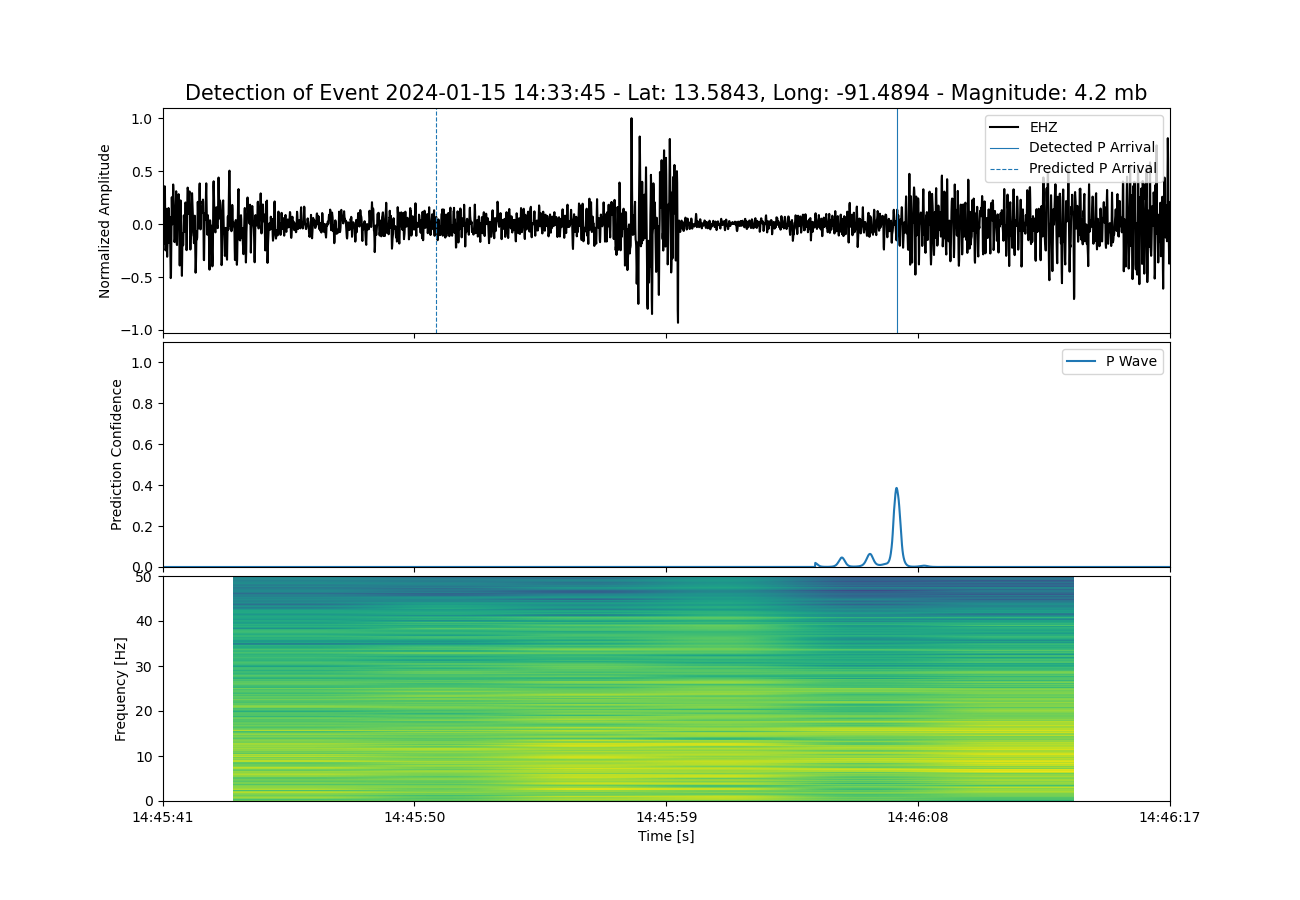 Detection of Event 2024-01-15 14:33:45 - Lat: 13.5843, Long: -91.4894 - Magnitude: 4.2 mb
Normalized Amplitude
1.0
0.5
0.0
−0.5
−1.0
EHZ
Detected P Arrival
Predicted P Arrival
Prediction Confidence
1.0
0.8
0.6
0.4
0.2
0.0
P Wave
Frequency [Hz]
50
40
30
20
10
0
14:45:41 14:45:50 14:45:59 14:46:08 14:46:17
Time [s]